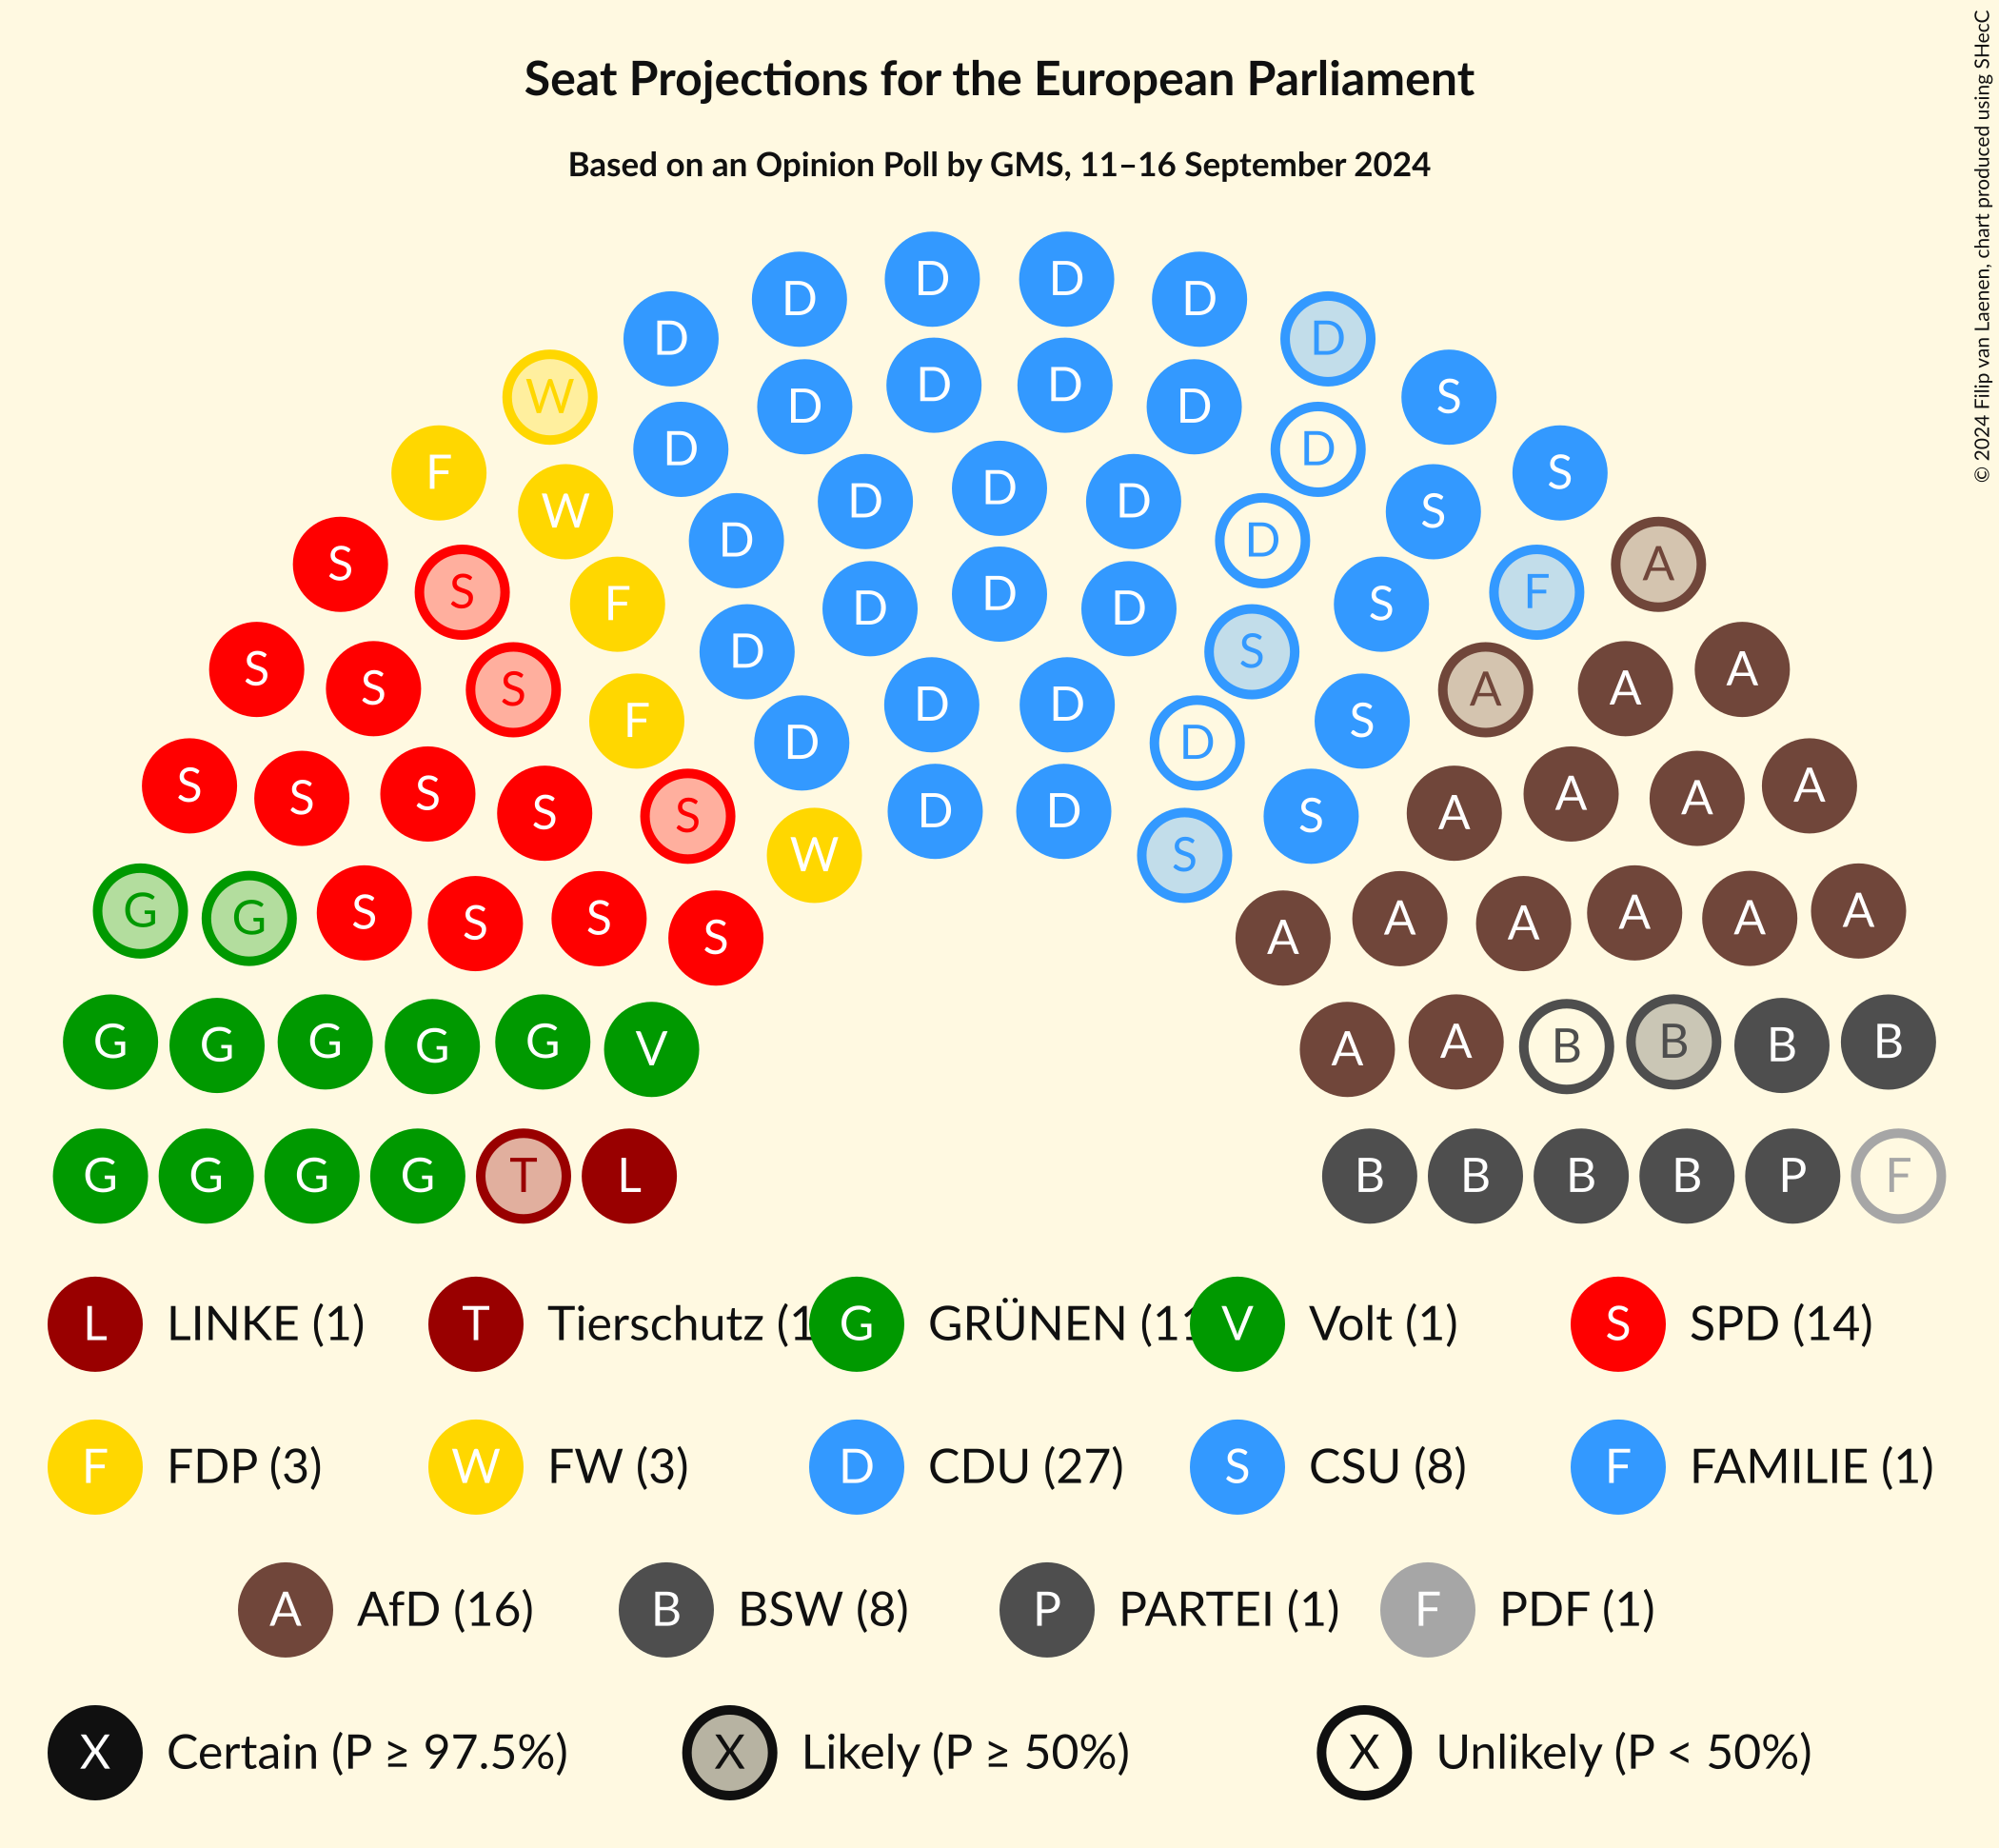 Seat Projections for the European Parliament
Based on an Opinion Poll by GMS, 11–16 September 2024
© 2024 Filip van Laenen, chart produced using SHecC
D D
D D
D D
D D
W S
D D
D D
F S
D
D D
W S
D D
S A
S F
D
F S
D D
D S
S A
S S A A
D D
F S
D D
S A
S S A A
S D D A
S S
W S
G A
G S S A A A
S A
S A
G G G G G V A A B B B B
G G G G T L B B B B P F
L LINKE (1) T Tierschutz (1 G GRÜNEN (11 V Volt (1) S SPD (14)
F FDP (3) W FW (3) D CDU (27) S CSU (8) F FAMILIE (1)
A AfD (16) B BSW (8) P PARTEI (1) F PDF (1)
X Certain (P ≥ 97.5%) X Likely (P ≥ 50%) X Unlikely (P < 50%)